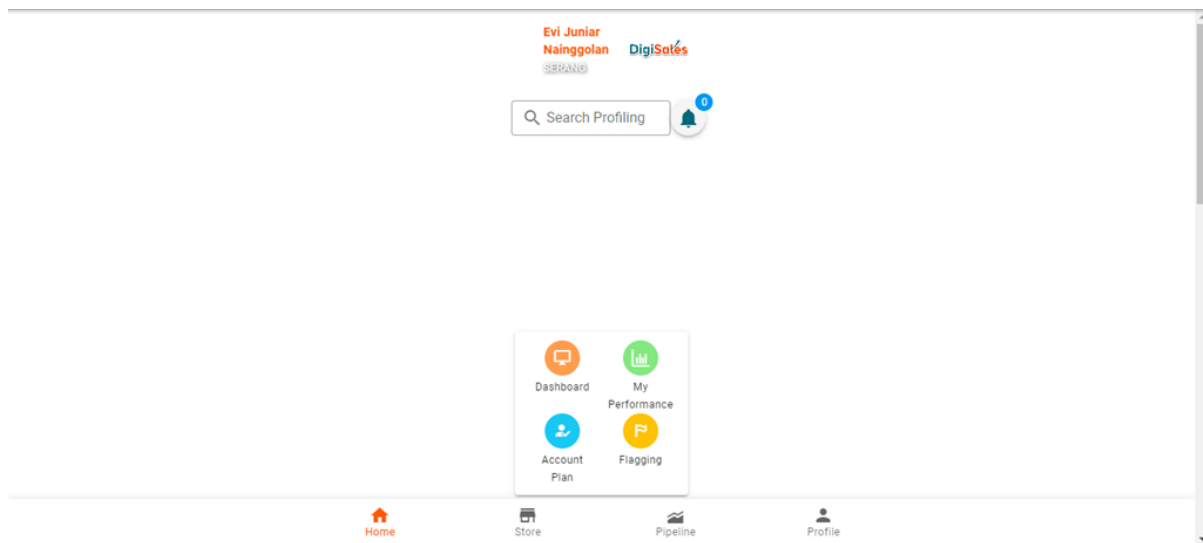 Evi Juniar
Nainggolan
DigiSales
SERANG
0
Search Profiling
Dashboard
My
Performance
Account
Plan
Flagging
Home
Store
Pipeline
Profile